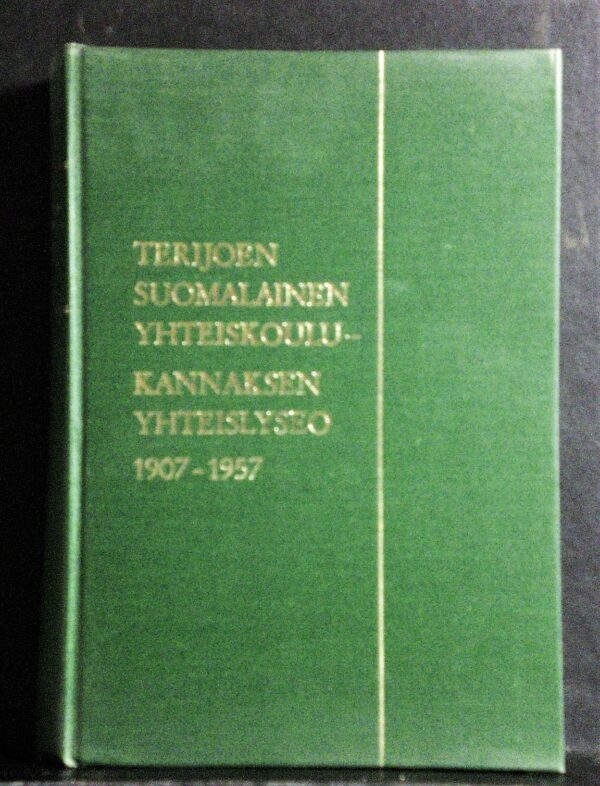 TERIJOEN
SUOMALAINEN
YHTEISKOULU–
KANNAKSEN
YHTEISLYSEO
1907–1957